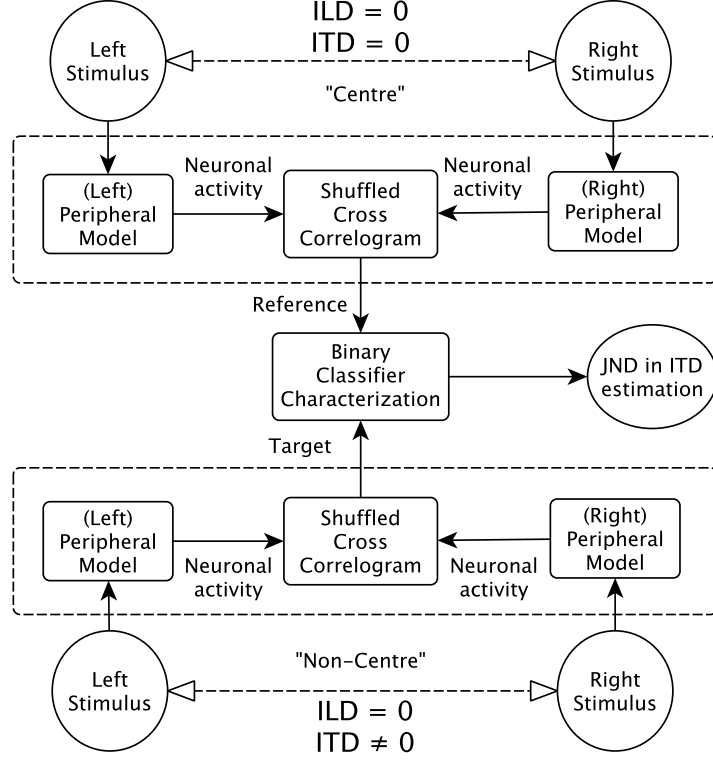 ILD = 0
ITD = 0
Left
Stimulus
Right
Stimulus
"Centre"
(Left)
Peripheral
Model
Neuronal
activity
Shuffled
Cross
Correlogram
Neuronal
activity
(Right)
Peripheral
Model
Reference
Binary
Classifier
Characterization
JND in ITD
estimation
Target
(Left)
Peripheral
Model
Neuronal
activity
Shuffled
Cross
Correlogram
Neuronal
activity
(Right)
Peripheral
Model
Left
Stimulus
"Non-Centre"
Right
Stimulus
ILD = 0
ITD ≠ 0